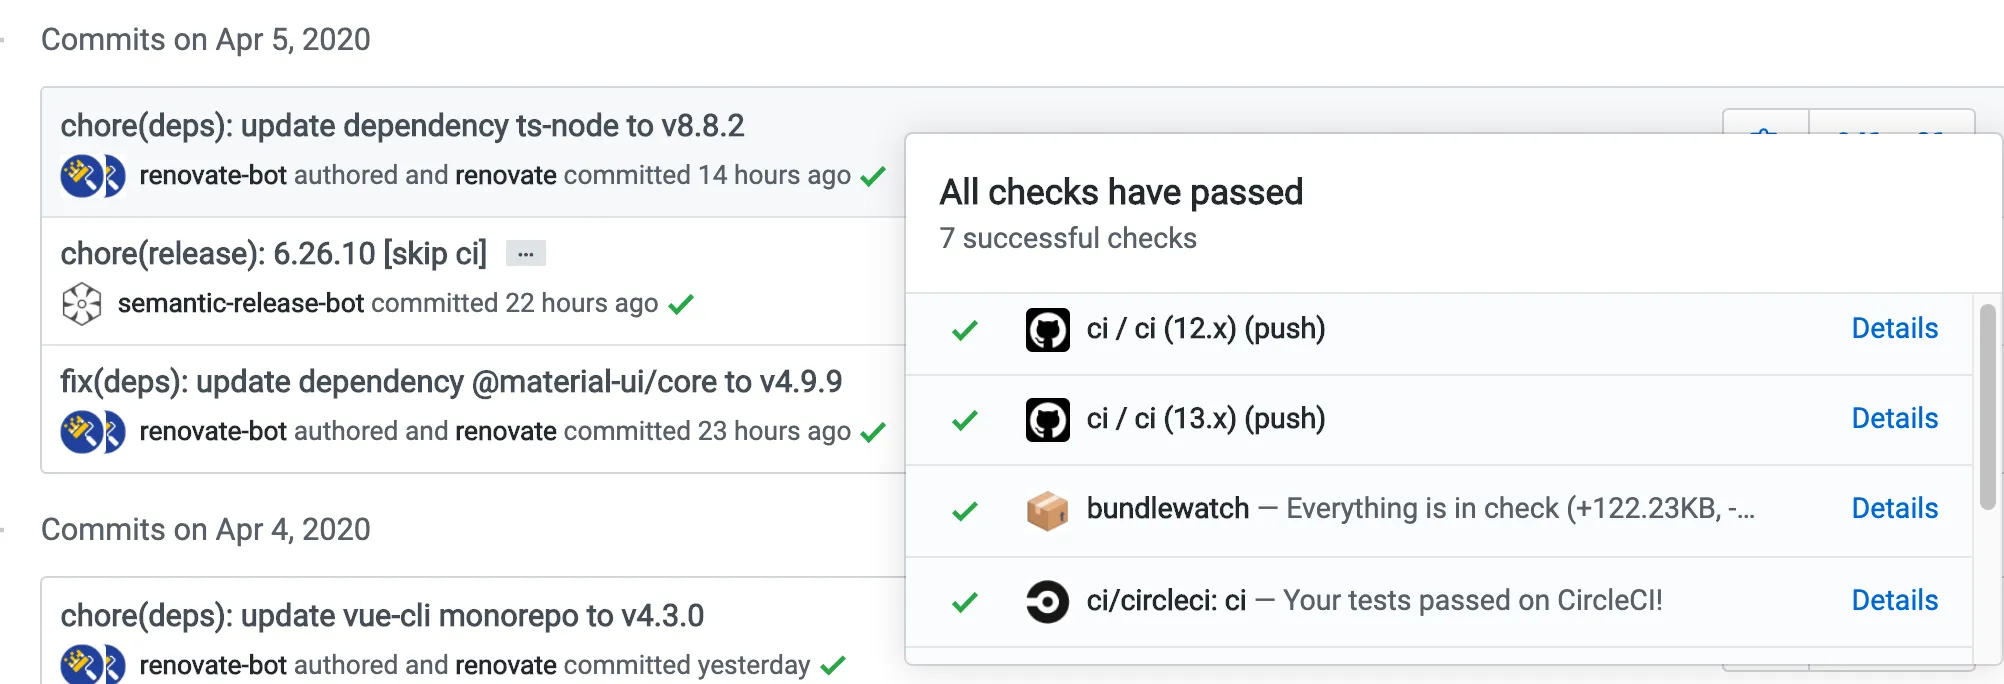 Commits on Apr 5, 2020
chore(deps): update dependency ts-node to v8.8.2
renovate-bot authored and renovate committed 14 hours ago
chore(release): 6.26.10 [skip ci] ...
semantic-release-bot committed 22 hours ago
fix(deps): update dependency @material-ui/core to v4.9.9
renovate-bot authored and renovate committed 23 hours ago
Commits on Apr 4, 2020
chore(deps): update vue-cli monorepo to v4.3.0
renovate-bot authored and renovate committed yesterday
All checks have passed
7 successful checks
ci / ci (12.x) (push) Details
ci / ci (13.x) (push) Details
bundlewatch — Everything is in check (+122.23KB, -... Details
ci/circleci: ci — Your tests passed on CircleCI! Details